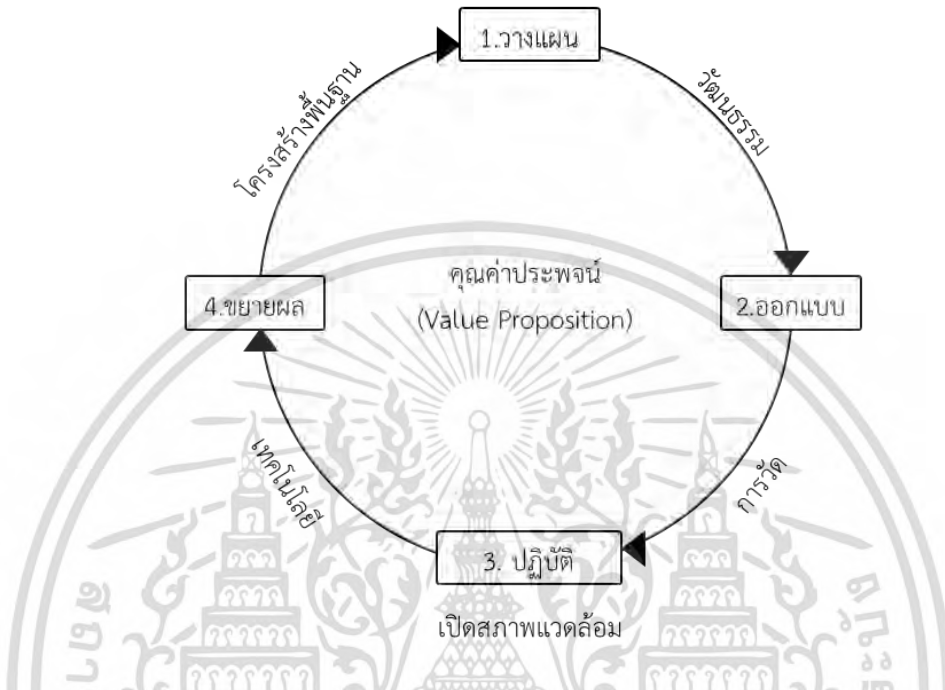 1.วางแผน
โครงสร้างพื้นฐาน
วัฒนธรรม
คุณค่าประพจน์
(Value Proposition)
4.ขยายผล
2.ออกแบบ
เทคโนโลยี
การวัด
3. ปฏิบัติ
เปิดสภาพแวดล้อม